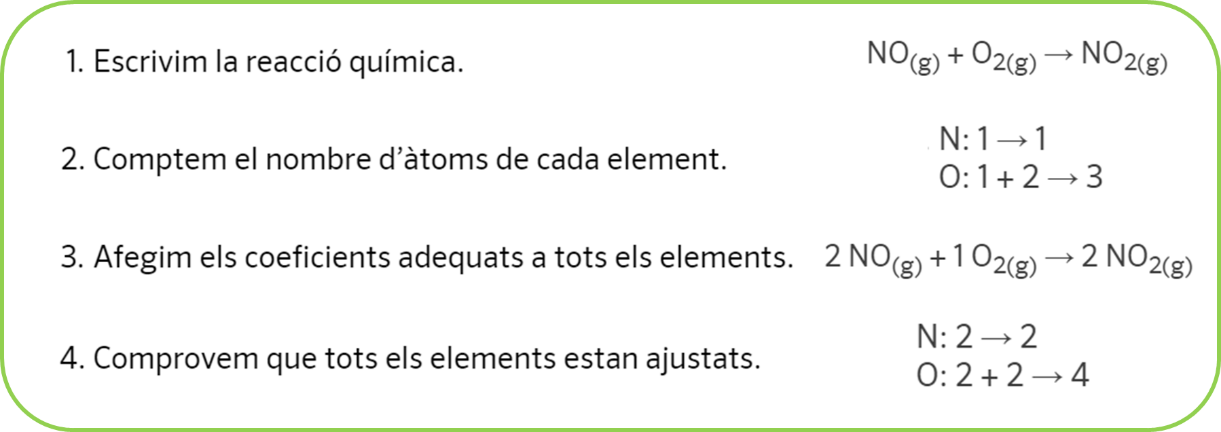 1. Escrivim la reacció química. NO(g) + O2(g) → NO2(g)
2. Comptem el nombre d’àtoms de cada element. N: 1 → 1
O: 1 + 2 → 3
3. Afegim els coeficients adequats a tots els elements. 2 NO(g) + 1 O2(g) → 2 NO2(g)
4. Comprovem que tots els elements estan ajustats. N: 2 → 2
O: 2 + 2 → 4